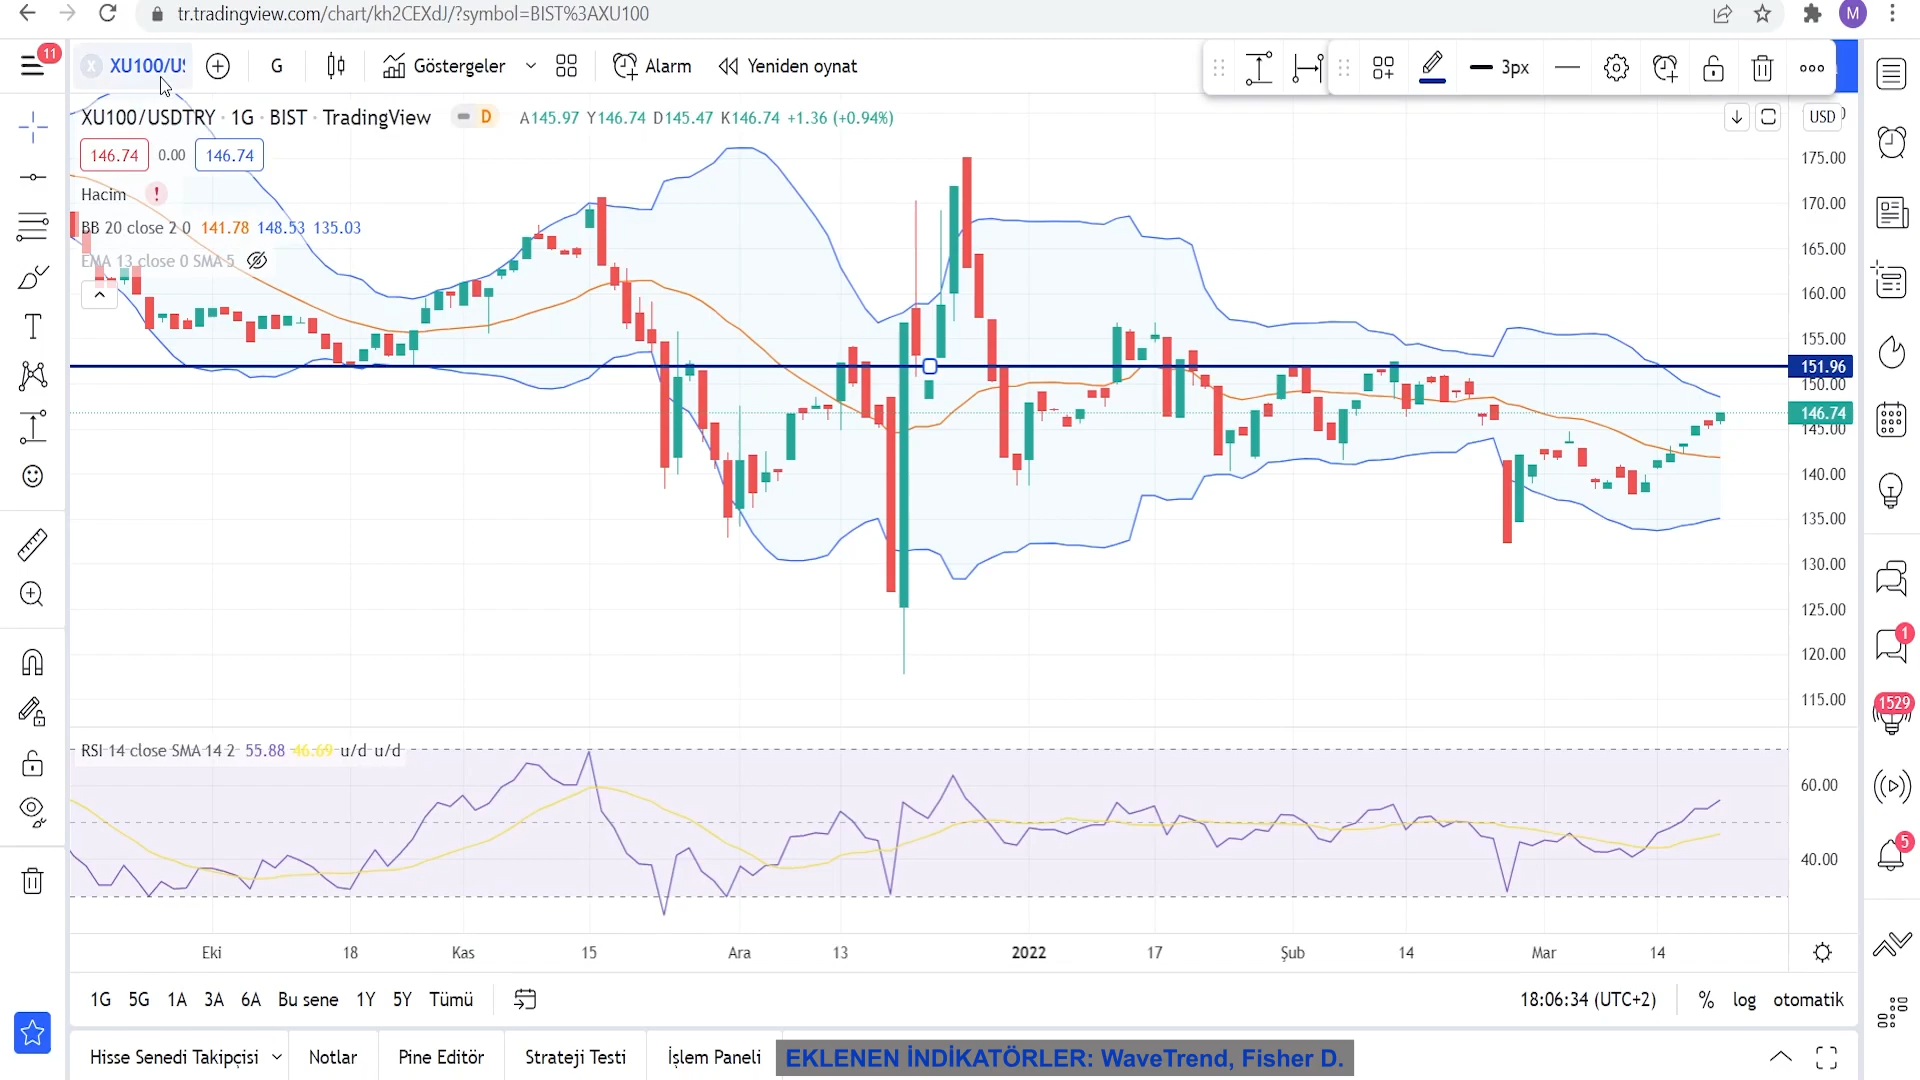 tr.tradingview.com/chart/kh2CEXdJ/?symbol=BIST%3AXU100
M
11
XU100/US
G
Göstergeler
Alarm
Yeniden oynat
3px
XU100/USDTRY · 1G · BIST · TradingView
D
A145.97 Y146.74 D145.47 K146.74 +1.36 (+0.94%)
USD
146.74 0.00 146.74
Hacim !
BB 20 close 2 0 141.78 148.53 135.03
EMA 13 close 0 SMA 5
175.00
170.00
165.00
160.00
155.00
151.96
150.00
146.74
145.00
140.00
135.00
130.00
125.00
120.00
115.00
RSI 14 close SMA 14 2 55.88 46.69 u/d u/d
60.00
40.00
1
1529
5
Eki 18 Kas 15 Ara 13 2022 17 Şub 14 Mar 14
1G 5G 1A 3A 6A Bu sene 1Y 5Y Tümü
18:06:34 (UTC+2) % log otomatik
Hisse Senedi Takipçisi Notlar Pine Editör Strateji Testi İşlem Paneli
EKLENEN İNDİKATÖRLER: WaveTrend, Fisher D.